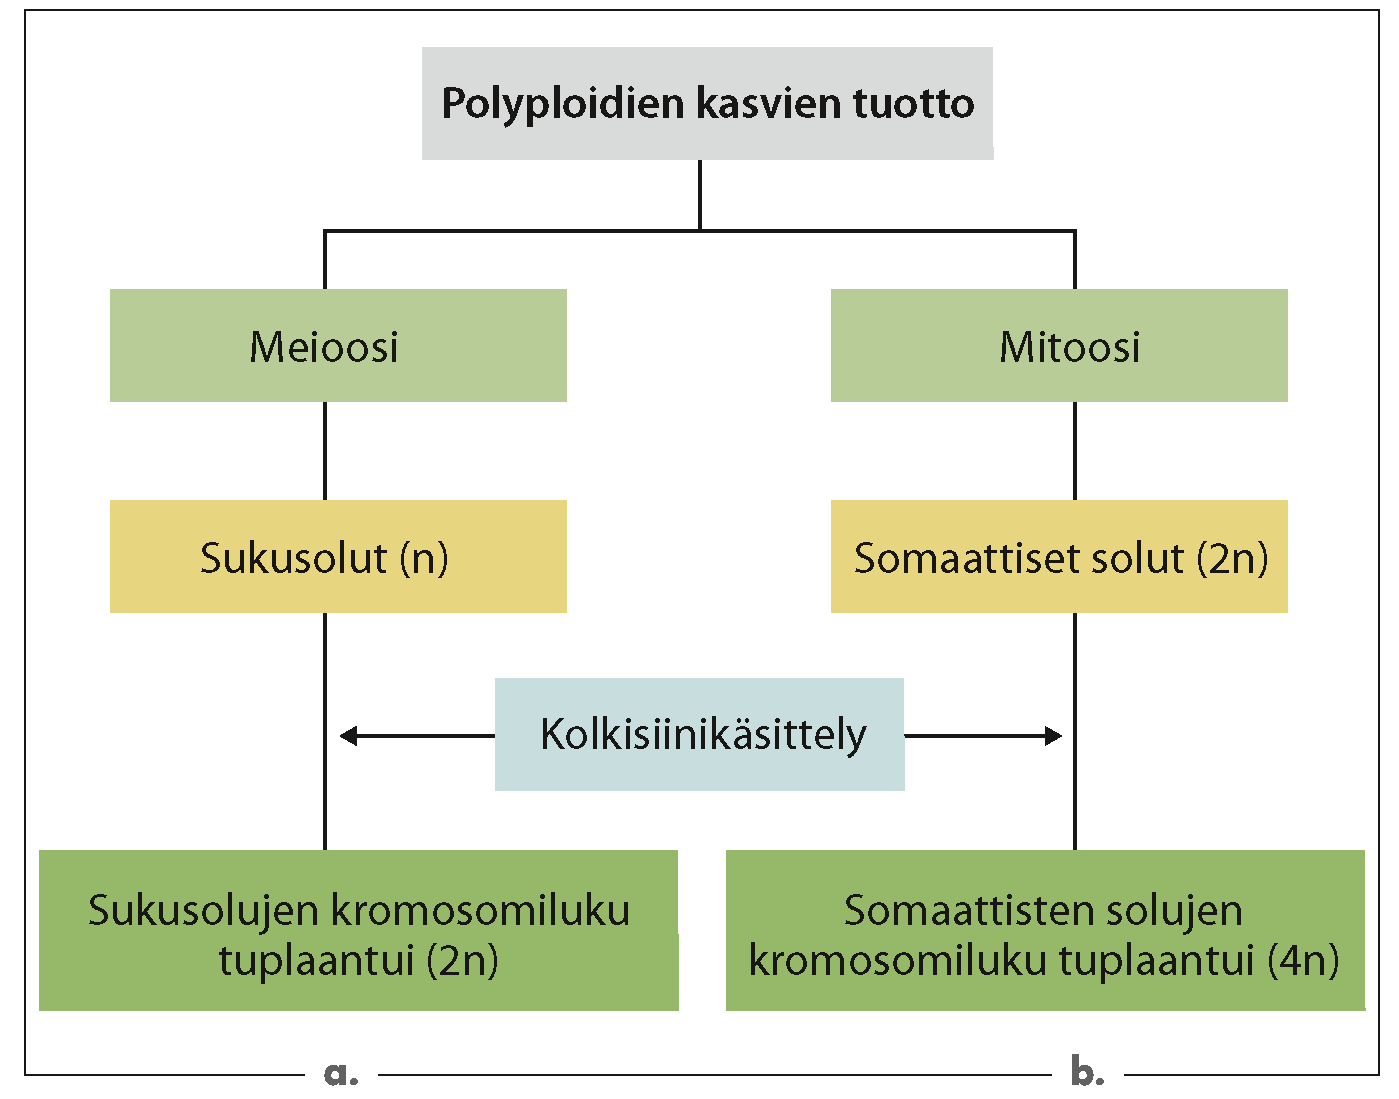 Polyploidien kasvien tuotto
Meioosi
Mitoosi
Sukusolut (n)
Somaattiset solut (2n)
Kolkisiinikäsittely
Sukusolujen kromosomiluku
tuplaantui (2n)
Somaattisten solujen
kromosomiluku tuplaantui (4n)
a.
b.